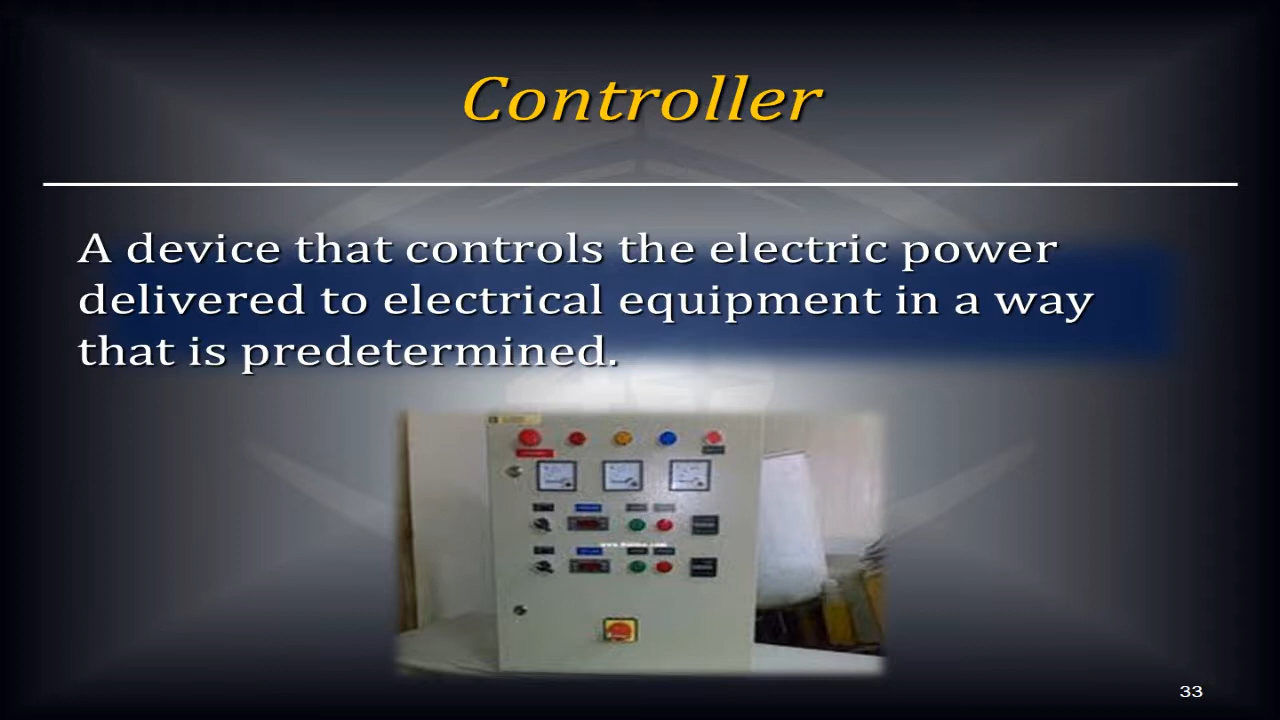 Controller
A device that controls the electric power
delivered to electrical equipment in a way
that is predetermined.
33